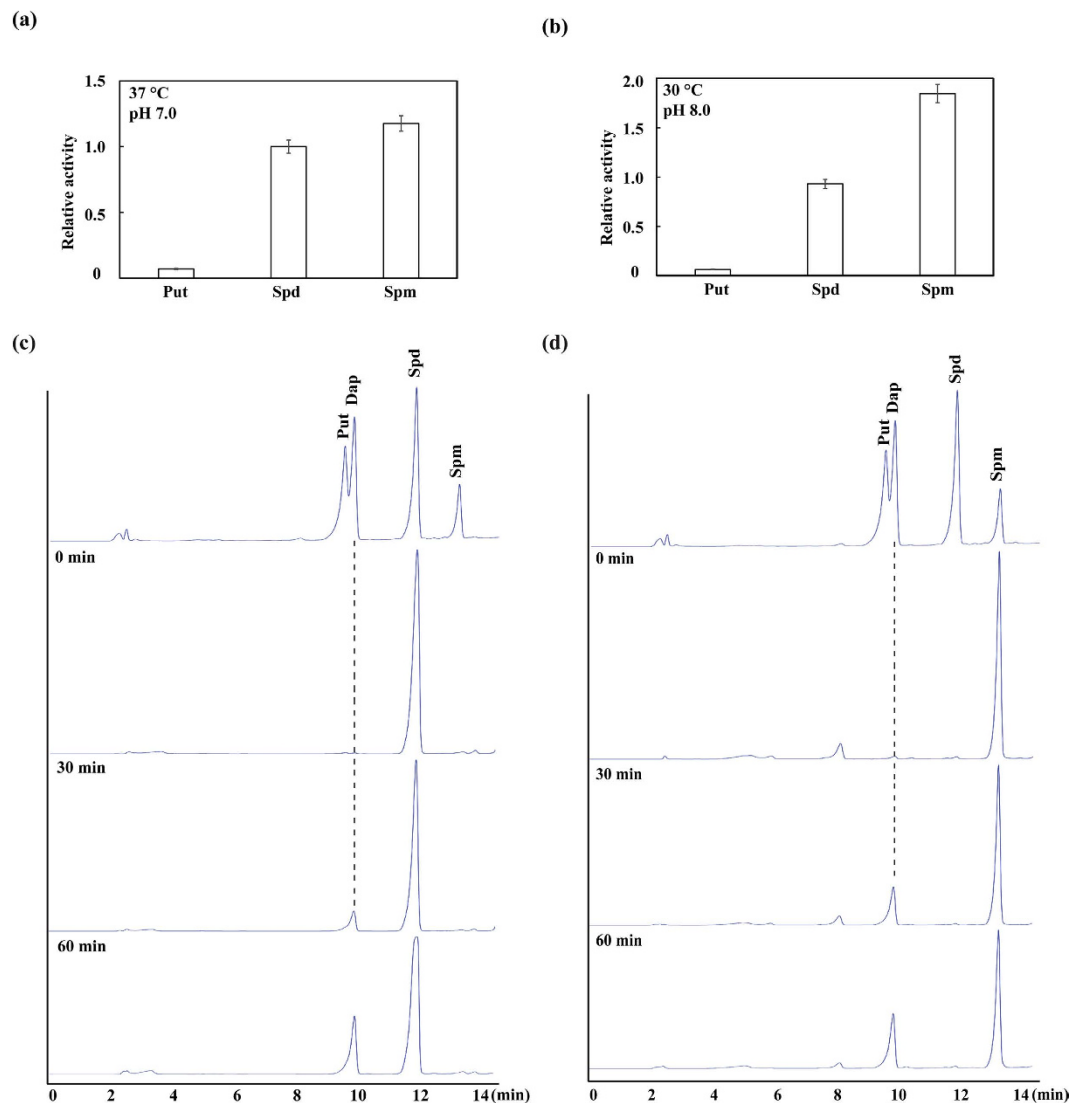 (a)
1.5
1.0
0.5
0
Relative activity
37 °C
pH 7.0
Put Spd Spm
(b)
2.0
1.5
1.0
0.5
0
Relative activity
30 °C
pH 8.0
Put Spd Spm
(c)
Put
Dap
Spd
Spm
0 min
30 min
60 min
0 2 4 6 8 10 12 14 (min)
(d)
Put
Dap
Spd
Spm
0 min
30 min
60 min
0 2 4 6 8 10 12 14 (min)